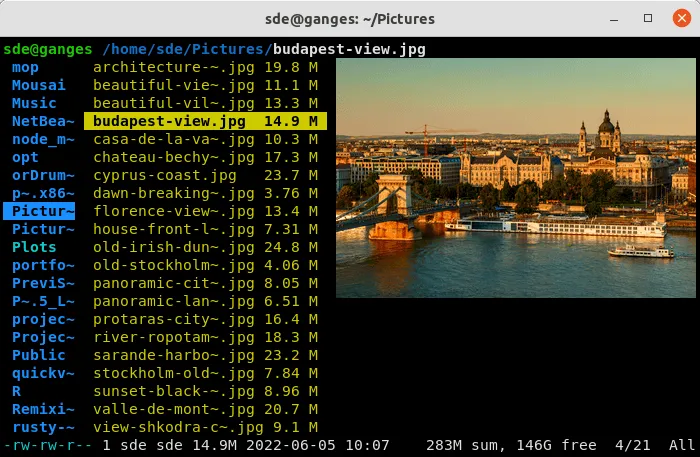 sde@ganges: ~/Pictures
sde@ganges /home/sde/Pictures/budapest-view.jpg
mop architecture-~.jpg 19.8 M
Mousai beautiful-vie~.jpg 11.1 M
Music beautiful-vil~.jpg 13.3 M
NetBea~ budapest-view.jpg 14.9 M
node_m~ casa-de-la-va~.jpg 10.3 M
opt chateau-bechy~.jpg 17.3 M
orDrum~ cyprus-coast.jpg 23.7 M
p~.x86~ dawn-breaking~.jpg 3.76 M
Pictur~ florence-view~.jpg 13.4 M
Pictur~ house-front-l~.jpg 7.31 M
Plots old-irish-dun~.jpg 24.8 M
portfo~ old-stockholm~.jpg 4.06 M
PreviS~ panoramic-cit~.jpg 8.05 M
P~.5_L~ panoramic-lan~.jpg 6.51 M
projec~ protaras-city~.jpg 16.4 M
Projec~ river-ropotam~.jpg 18.3 M
Public sarande-harbo~.jpg 23.2 M
quickv~ stockholm-old~.jpg 7.84 M
R sunset-black-~.jpg 8.96 M
Remixi~ valle-de-mont~.jpg 20.7 M
rusty-~ view-shkodra-c~.jpg 9.1 M
-rw-rw-r-- 1 sde sde 14.9M 2022-06-05 10:07 283M sum, 146G free 4/21 All